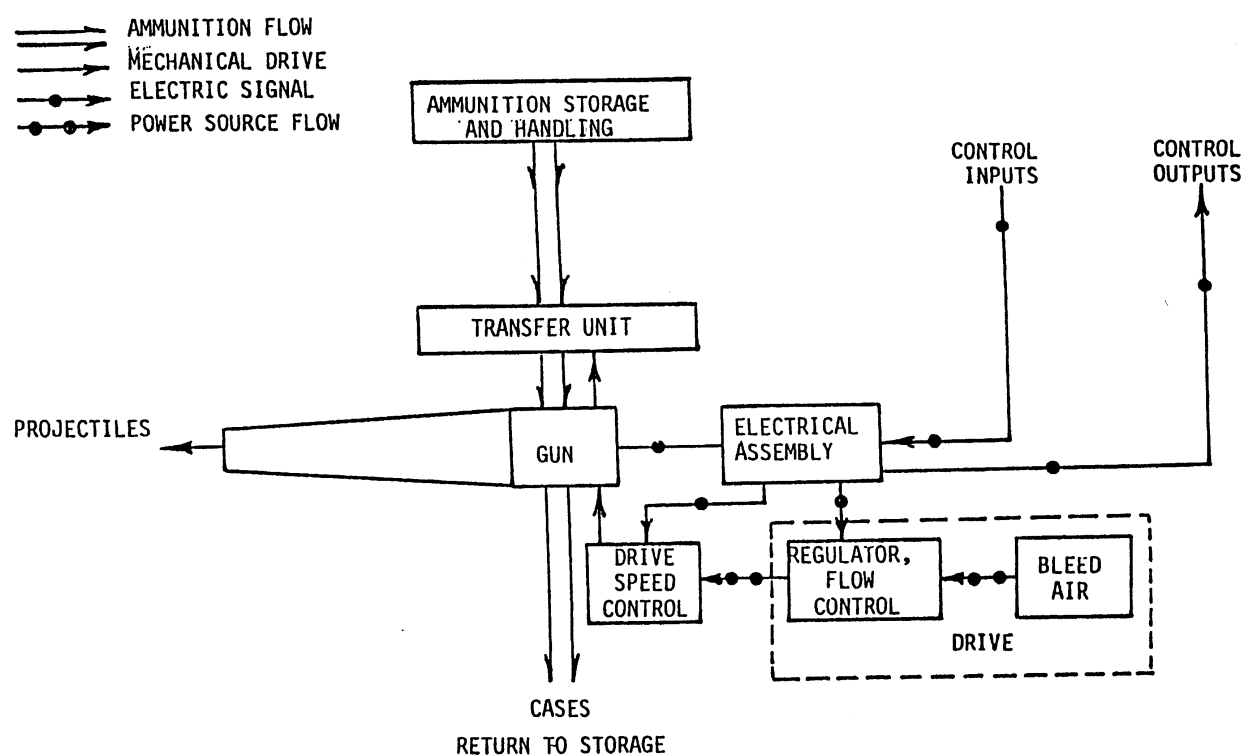 AMMUNITION FLOW
MECHANICAL DRIVE
ELECTRIC SIGNAL
POWER SOURCE FLOW
AMMUNITION STORAGE
AND HANDLING
CONTROL
INPUTS
CONTROL
OUTPUTS
TRANSFER UNIT
PROJECTILES
GUN
ELECTRICAL
ASSEMBLY
DRIVE
SPEED
CONTROL
REGULATOR,
FLOW
CONTROL
BLEED
AIR
DRIVE
CASES
RETURN TO STORAGE